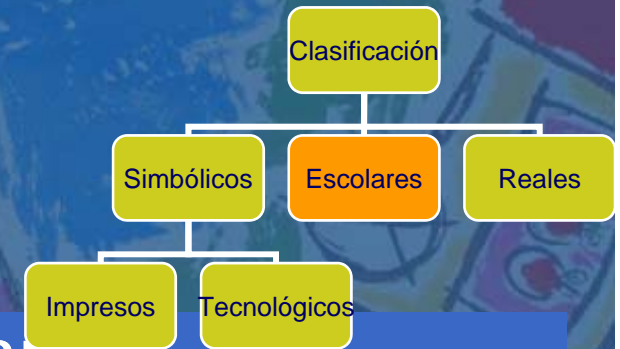 Clasificación
Simbólicos
Escolares
Reales
Impresos
Tecnológicos